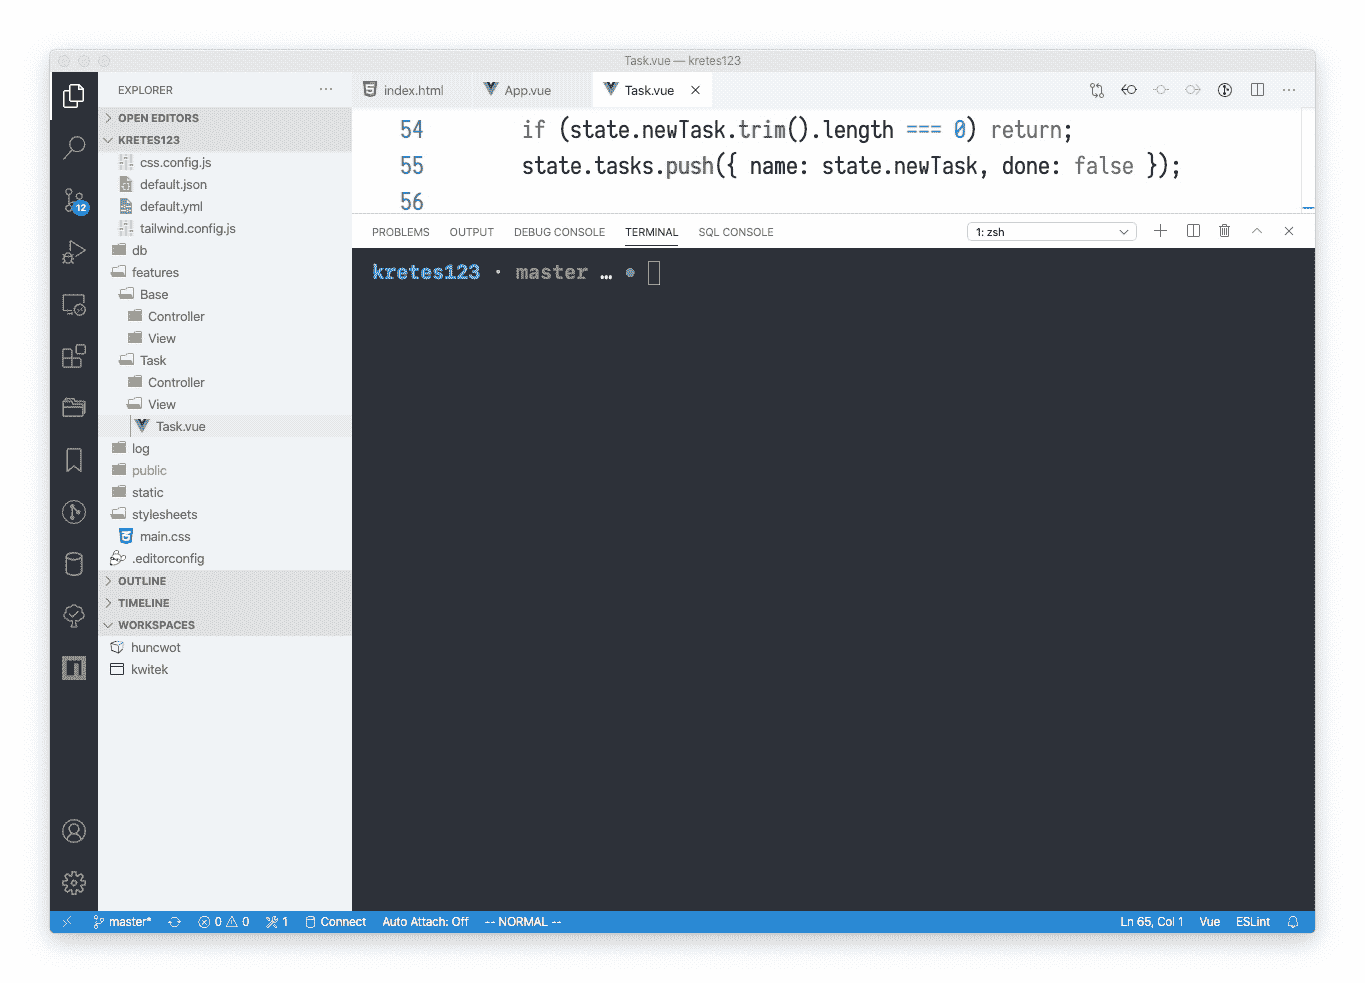 Task.vue — kretes123
EXPLORER ···
index.html App.vue Task.vue
OPEN EDITORS
KRETES123
css.config.js
default.json
default.yml
tailwind.config.js
db
features
Base
Controller
View
Task
Controller
View
Task.vue
log
public
static
stylesheets
main.css
.editorconfig
OUTLINE
TIMELINE
WORKSPACES
huncwot
kwitek
12
54 if (state.newTask.trim().length === 0) return;
55 state.tasks.push({ name: state.newTask, done: false });
56
PROBLEMS OUTPUT DEBUG CONSOLE TERMINAL SQL CONSOLE 1: zsh
kretes123 · master … ●
master* 0 0 1 Connect Auto Attach: Off -- NORMAL -- Ln 65, Col 1 Vue ESLint